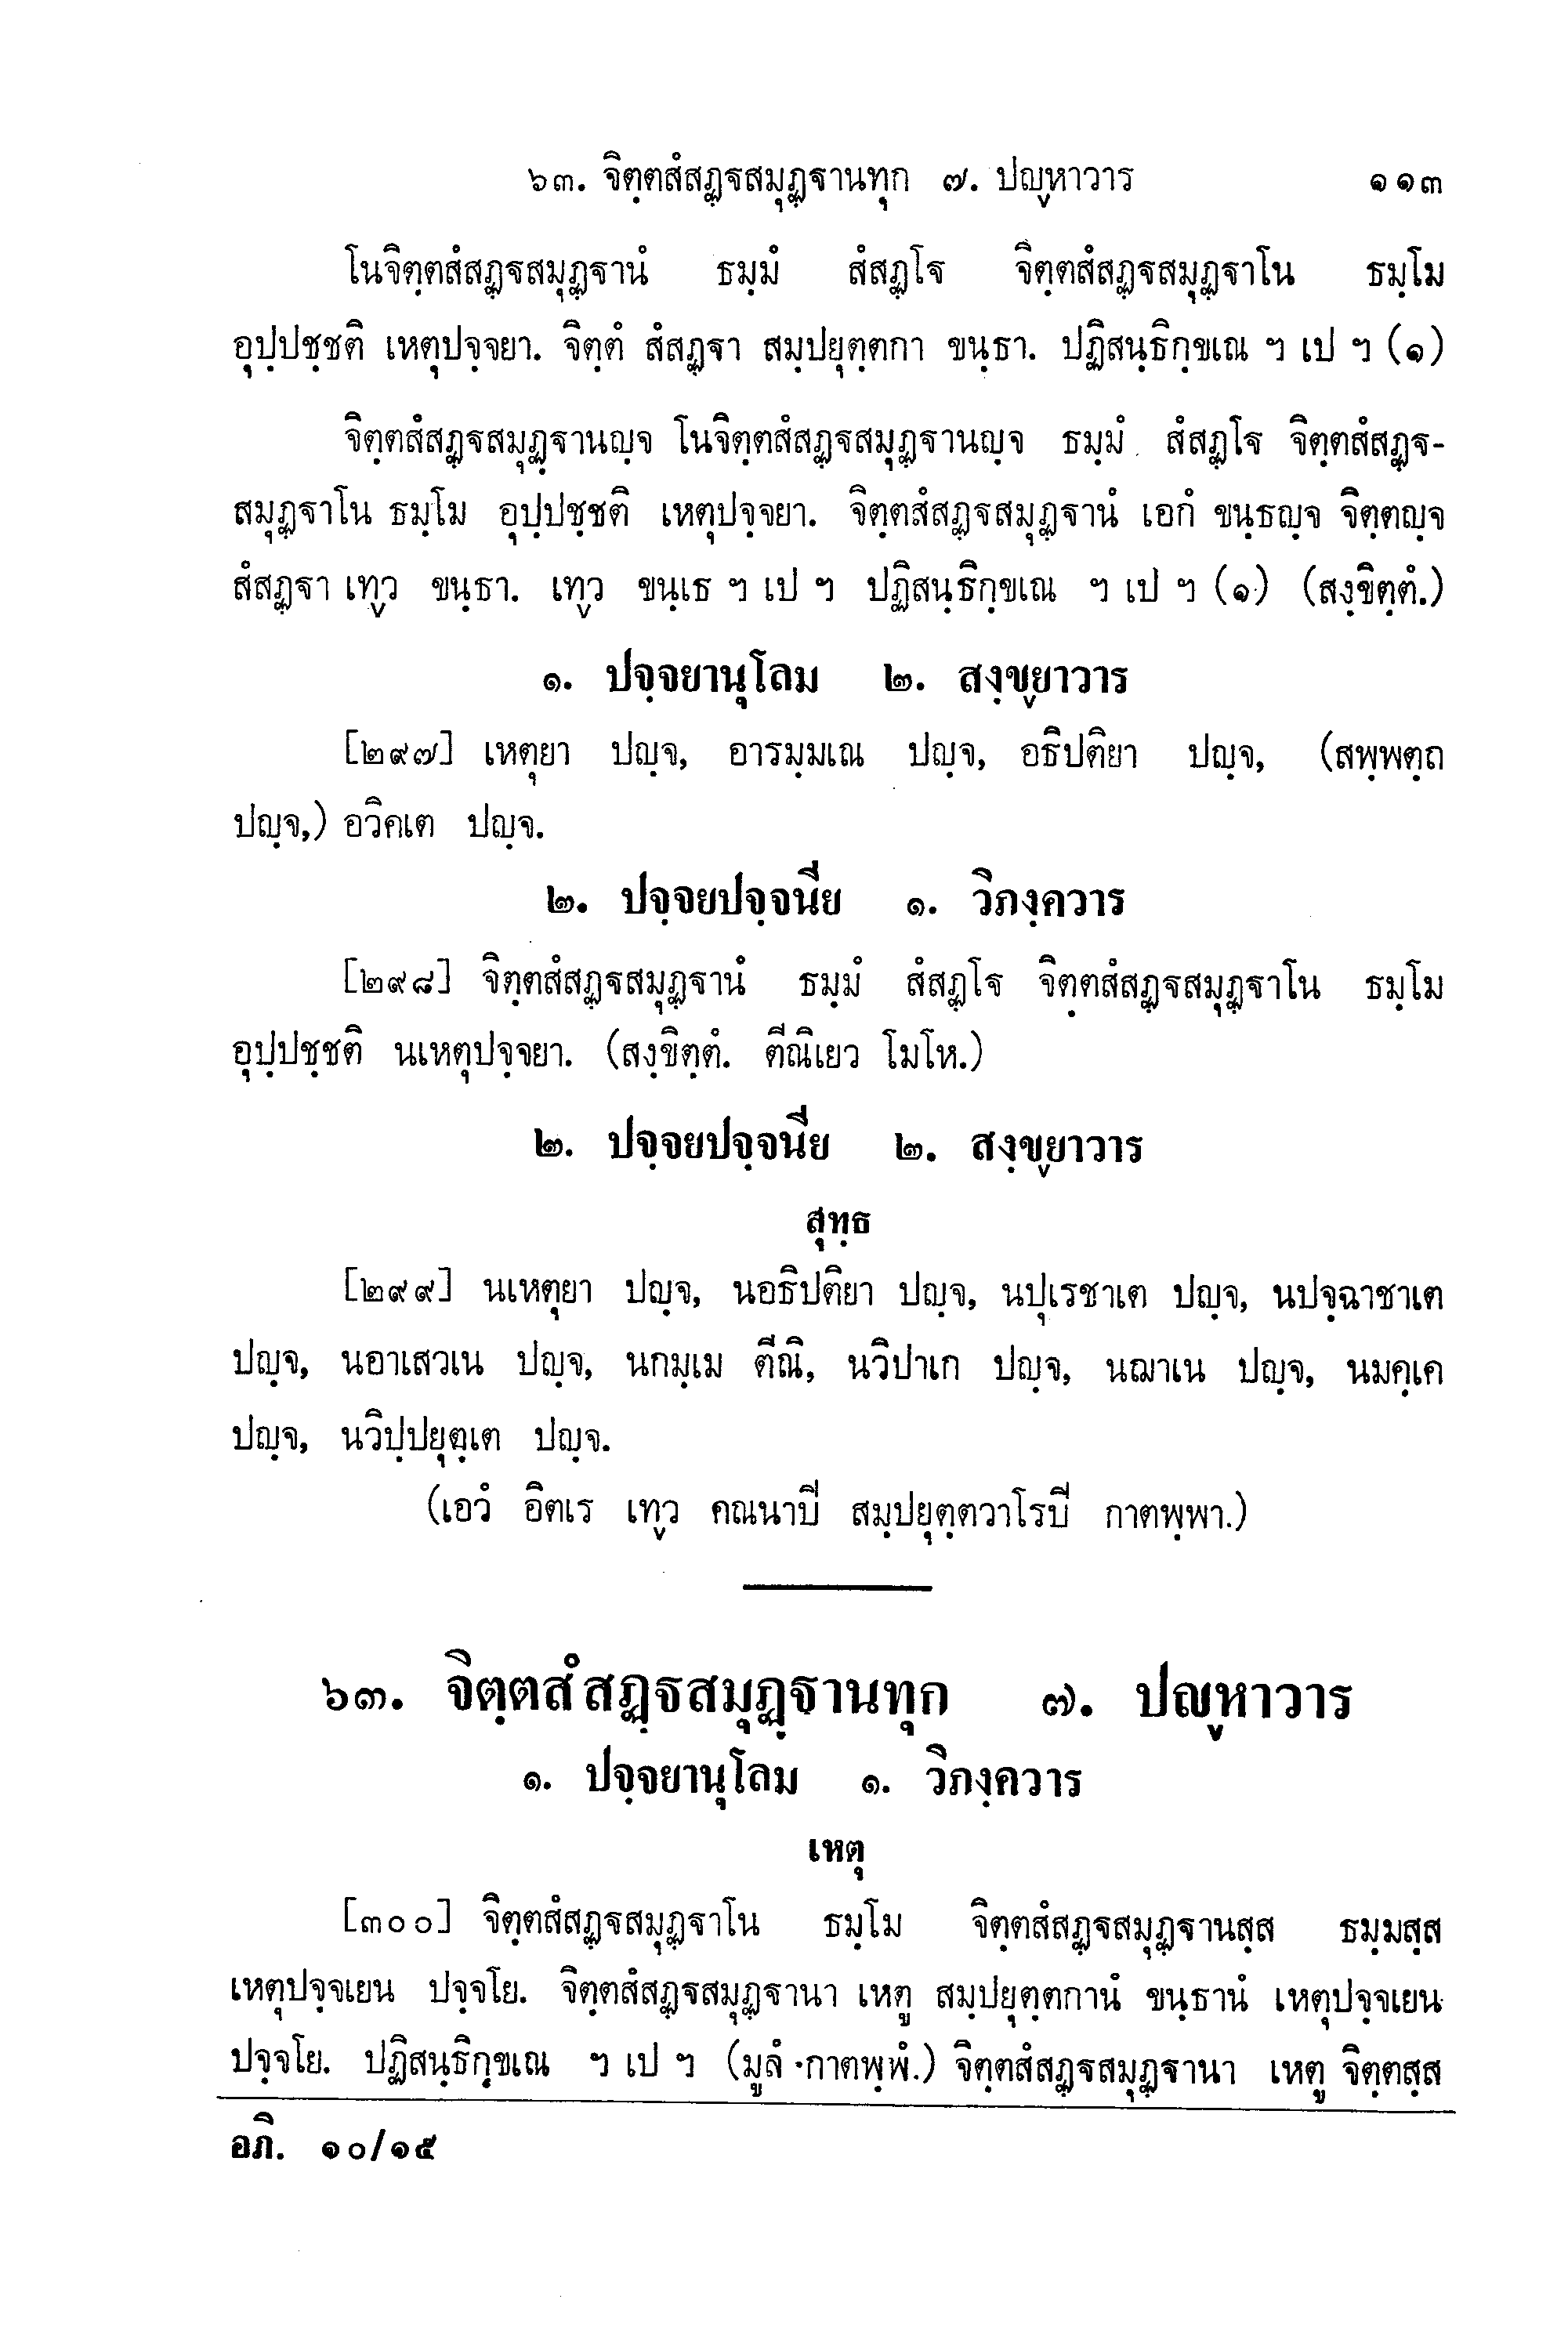 ๖๓. จิตฺตสํสฏฺฐสมุฏฺฐานทุก ๗. ปญฺหาวาร ๑๑๓
โนจิตฺตสํสฏฺฐสมุฏฺฐานํ ธมฺมํ สํสฏฺโฐ จิตฺตสํสฏฺฐสมุฏฺฐาโน ธมฺโม
อุปฺปชฺชติ เหตุปจฺจยา. จิตฺตํ สํสฏฺฐา สมฺปยุตฺตกา ขนฺธา. ปฏิสนฺธิกฺขเณ ฯ เป ฯ (๑)
จิตฺตสํสฏฺฐสมุฏฺฐานญฺจ โนจิตฺตสํสฏฺฐสมุฏฺฐานญฺจ ธมฺมํ สํสฏฺโฐ จิตฺตสํสฏฺฐ-
สมุฏฺฐาโน ธมฺโม อุปฺปชฺชติ เหตุปจฺจยา. จิตฺตสํสฏฺฐสมุฏฺฐานํ เอกํ ขนฺธญฺจ จิตฺตญฺจ
สํสฏฺฐา เทฺว ขนฺธา. เทฺว ขนฺเธ ฯ เป ฯ ปฏิสนฺธิกฺขเณ ฯ เป ฯ (๑) (สงฺขิตฺตํ.)
๑. ปจฺจยานุโลม ๒. สงฺขฺยาวาร
[๒๙๗] เหตุยา ปญฺจ, อารมฺมเณ ปญฺจ, อธิปติยา ปญฺจ, (สพฺพตฺถ
ปญฺจ,) อวิคเต ปญฺจ.
๒. ปจฺจยปจฺจนีย ๑. วิภงฺควาร
[๒๙๘] จิตฺตสํสฏฺฐสมุฏฺฐานํ ธมฺมํ สํสฏฺโฐ จิตฺตสํสฏฺฐสมุฏฺฐาโน ธมฺโม
อุปฺปชฺชติ นเหตุปจฺจยา. (สงฺขิตฺตํ. ตีณิเยว โมโห.)
๒. ปจฺจยปจฺจนีย ๒. สงฺขฺยาวาร
สุทฺธ
[๒๙๙] นเหตุยา ปญฺจ, นอธิปติยา ปญฺจ, นปุเรชาเต ปญฺจ, นปจฺฉาชาเต
ปญฺจ, นอาเสวเน ปญฺจ, นกมฺเม ตีณิ, นวิปาเก ปญฺจ, นฌาเน ปญฺจ, นมคฺเค
ปญฺจ, นวิปฺปยุตฺเต ปญฺจ.
(เอวํ อิตเร เทฺว คณนาปี สมฺปยุตฺตวาโรปี กาตพฺพา.)
๖๓. จิตฺตสํสฏฺฐสมุฏฺฐานทุก ๗. ปญฺหาวาร
๑. ปจฺจยานุโลม ๑. วิภงฺควาร
เหตุ
[๓๐๐] จิตฺตสํสฏฺฐสมุฏฺฐาโน ธมฺโม จิตฺตสํสฏฺฐสมุฏฺฐานสฺส ธมฺมสฺส
เหตุปจฺจเยน ปจฺจโย. จิตฺตสํสฏฺฐสมุฏฺฐานา เหตู สมฺปยุตฺตกานํ ขนฺธานํ เหตุปจฺจเยน
ปจฺจโย. ปฏิสนฺธิกฺขเณ ฯ เป ฯ (มูลํ กาตพฺพํ.) จิตฺตสํสฏฺฐสมุฏฺฐานา เหตู จิตฺตสฺส
อภิ. ๑๐/๑๕